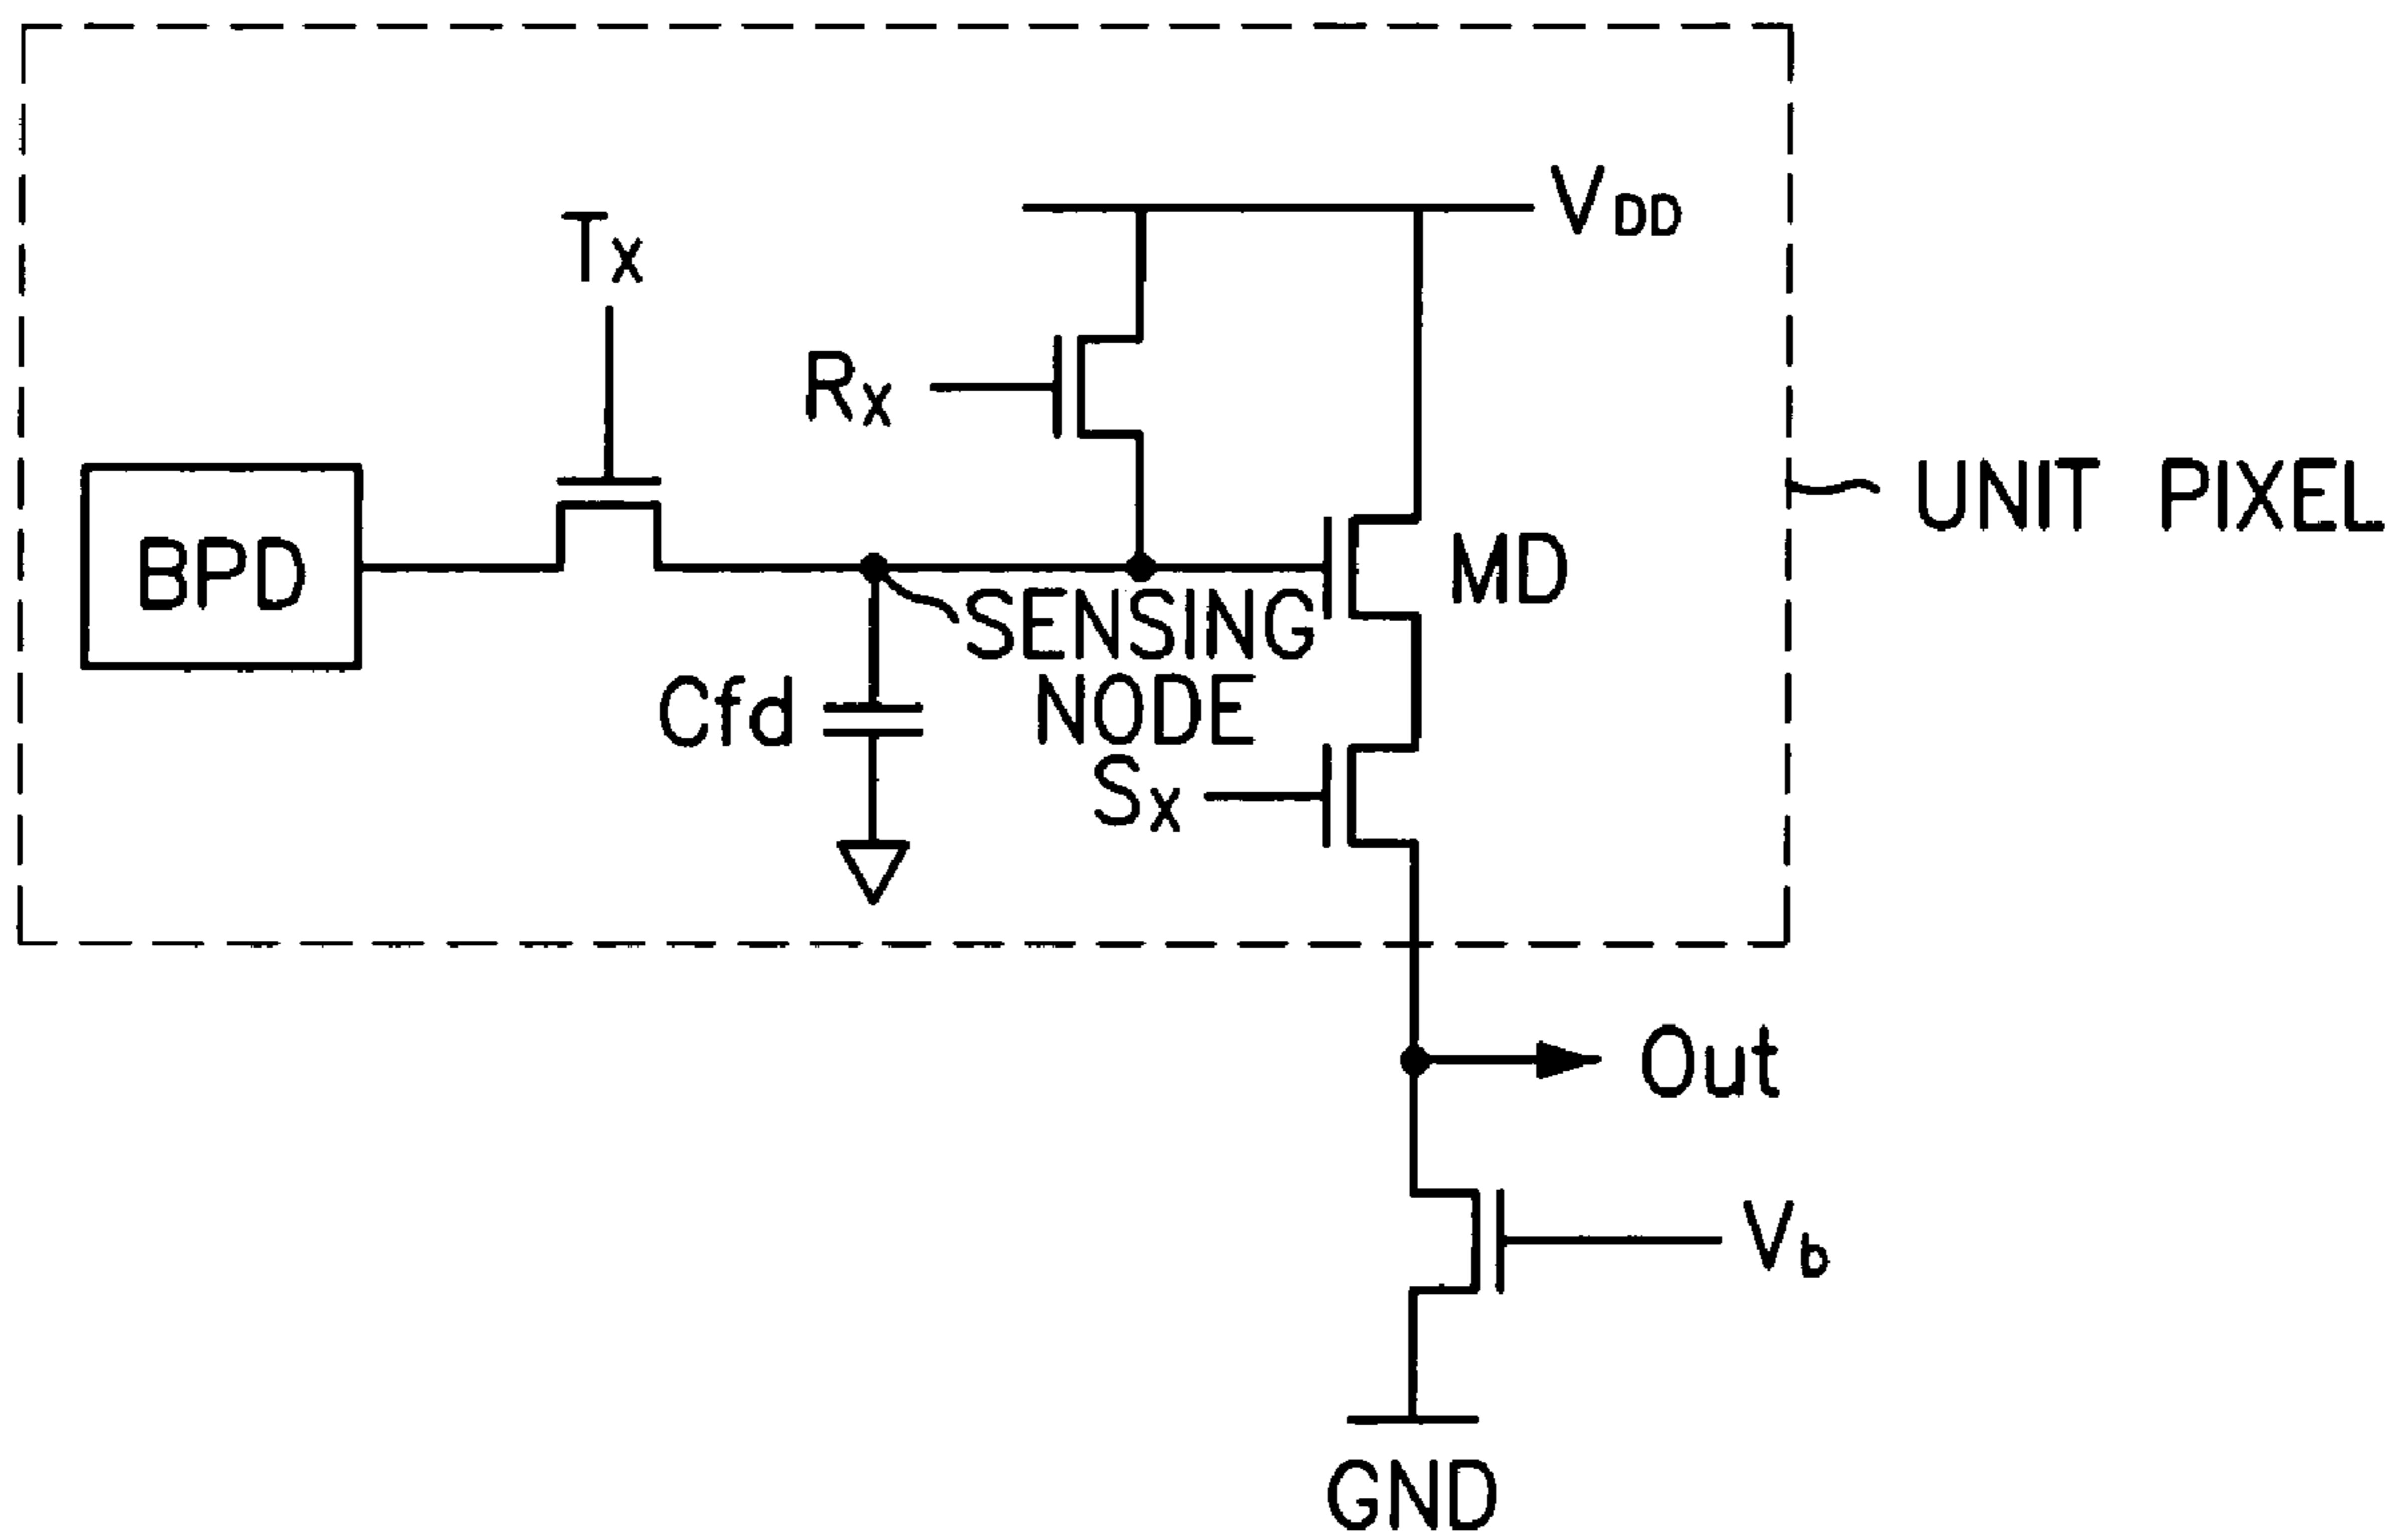 VDD
Tx
Rx
UNIT PIXEL
BPD
MD
SENSING
NODE
Cfd
Sx
Out
Vb
GND